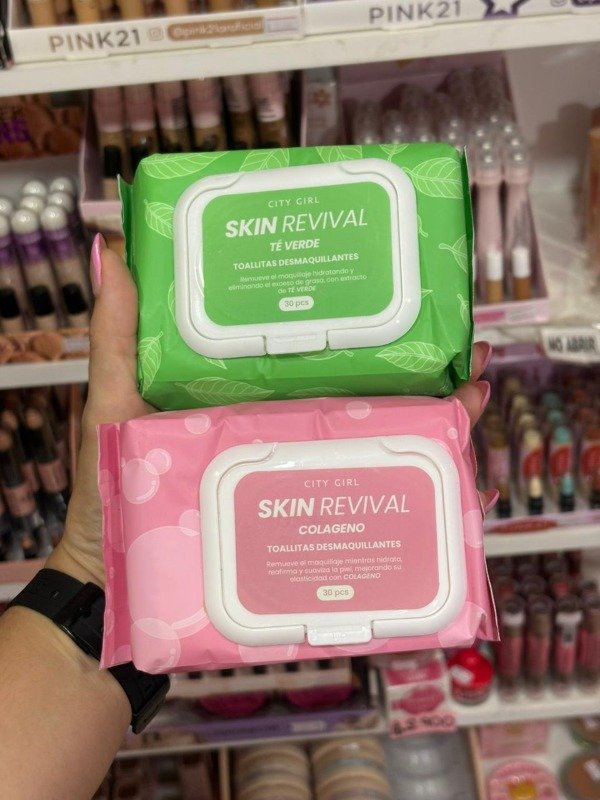 PINK21
@pink21artificial
PINK21
CITY GIRL
SKIN REVIVAL
TÉ VERDE
TOALLITAS DESMAQUILLANTES
Remueve el maquillaje hidratando y
eliminando el exceso de grasa, con extracto
de TÉ VERDE
30 pcs
NO ABRIR
CITY GIRL
SKIN REVIVAL
COLAGENO
TOALLITAS DESMAQUILLANTES
Remueve el maquillaje mientras hidrata,
reafirma y suaviza la piel, mejorando su
elasticidad con COLAGENO
30 pcs